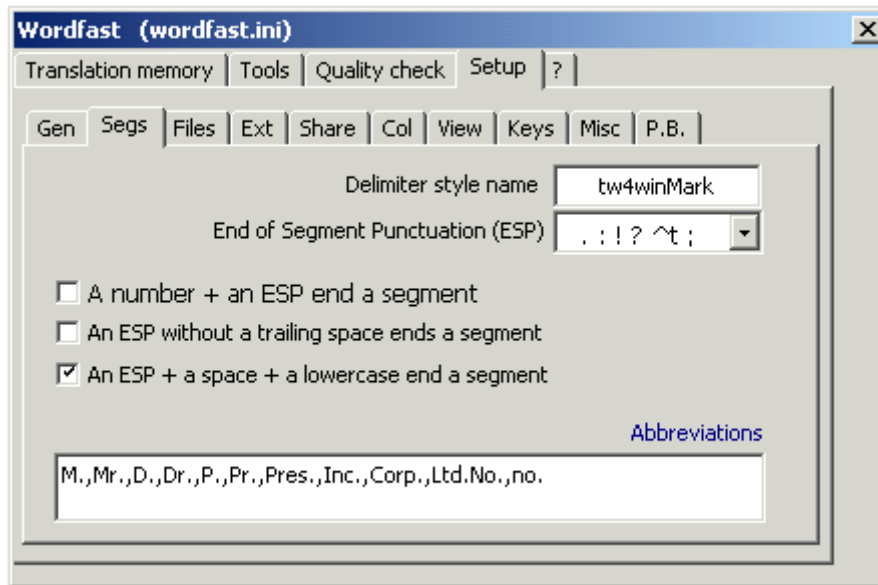 Wordfast (wordfast.ini)
Translation memory Tools Quality check Setup ?
Gen Segs Files Ext Share Col View Keys Misc P.B.
Delimiter style name tw4winMark
End of Segment Punctuation (ESP) . : ! ? ^t ;
A number + an ESP end a segment
An ESP without a trailing space ends a segment
An ESP + a space + a lowercase end a segment
Abbreviations
M.,Mr.,D.,Dr.,P.,Pr.,Pres.,Inc.,Corp.,Ltd.No.,no.